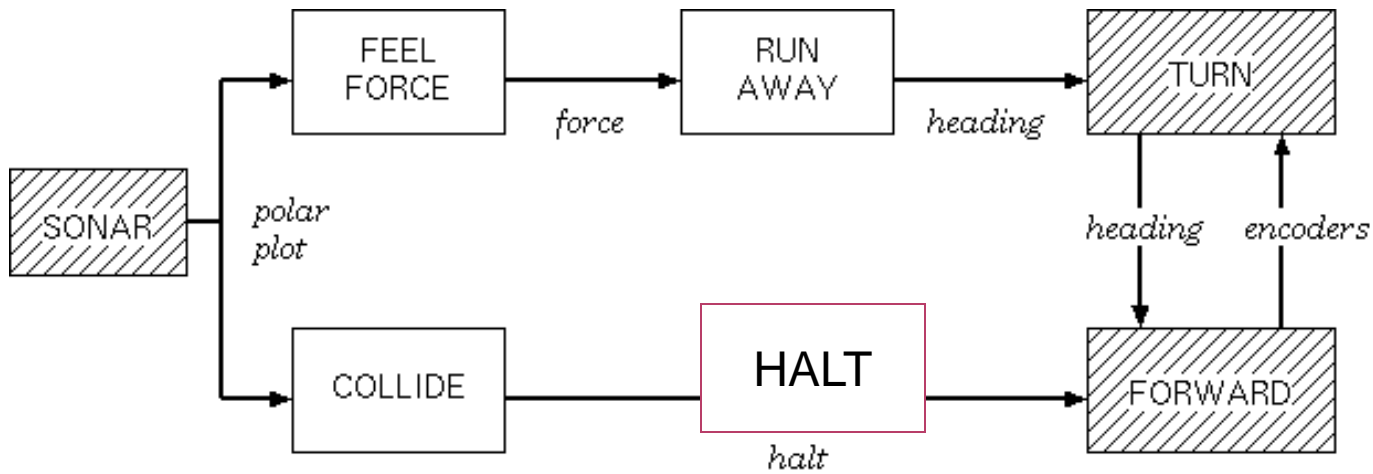 FEEL
FORCE
RUN
AWAY
TURN
force
heading
SONAR
polar
plot
heading
encoders
COLLIDE
HALT
FORWARD
halt